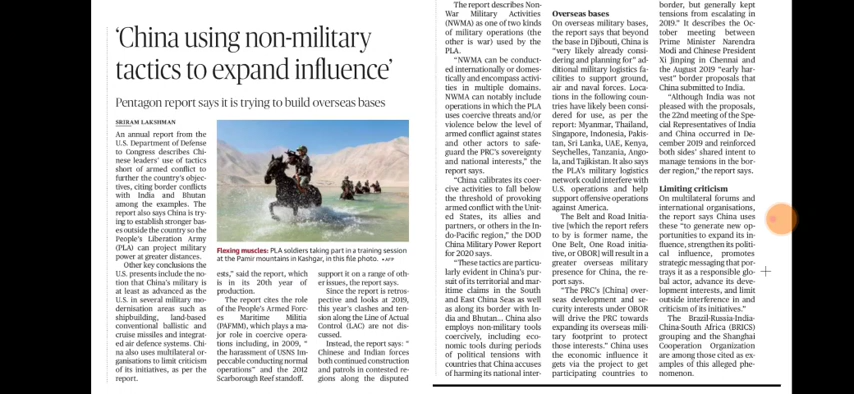 ‘China using non-military
tactics to expand influence’
Pentagon report says it is trying to build overseas bases
SRIRAM LAKSHMAN
An annual report from the
U.S. Department of Defense
to Congress describes Chi-
nese leaders’ use of tactics
short of armed conflict to
further the country’s objec-
tives, citing border conflicts
with India and Bhutan
among the examples. The
report also says China is try-
ing to establish stronger bas-
es outside the country so the
People’s Liberation Army
(PLA) can project military
power at greater distances.
Other key conclusions the
U.S. presents include the no-
tion that China’s military is
at least as advanced as the
U.S. in several military mo-
dernisation areas such as
shipbuilding, land-based
conventional ballistic and
cruise missiles and integrat-
ed air defence systems. Chi-
na also uses multilateral or-
ganisations to limit criticism
of its initiatives, as per the
report.
Flexing muscles: PLA soldiers taking part in a training session
at the Pamir mountains in Kashgar, in this file photo. • AFP
ests,” said the report, which
is in its 20th year of
production.
The report cites the role
of the People’s Armed Forc-
es Maritime Militia
(PAFMM), which plays a ma-
jor role in coercive opera-
tions including, in 2009, “
the harassment of USNS Im-
peccable conducting normal
operations” and the 2012
Scarborough Reef standoff.
support it on a range of oth-
er issues, the report says.
Since the report is retros-
pective and looks at 2019,
this year’s clashes and ten-
sion along the Line of Actual
Control (LAC) are not dis-
cussed.
Instead, the report says: “
Chinese and Indian forces
both continued construction
and patrols in contested re-
gions along the disputed
The report describes Non-
War Military Activities
(NWMA) as one of two kinds
of military operations (the
other is war) used by the
PLA.
“NWMA can be conduct-
ed internationally or domes-
tically and encompass activi-
ties in multiple domains.
NWMA can notably include
operations in which the PLA
uses coercive threats and/or
violence below the level of
armed conflict against states
and other actors to safe-
guard the PRC’s sovereignty
and national interests,” the
report says.
“China calibrates its coer-
cive activities to fall below
the threshold of provoking
armed conflict with the Unit-
ed States, its allies and
partners, or others in the In-
do-Pacific region,” the DOD
China Military Power Report
for 2020 says.
“These tactics are particu-
larly evident in China’s pur-
suit of its territorial and mar-
itime claims in the South
and East China Seas as well
as along its border with In-
dia and Bhutan... China also
employs non-military tools
coercively, including eco-
nomic tools during periods
of political tensions with
countries that China accuses
of harming its national inter-
Overseas bases
On overseas military bases,
the report says that beyond
the base in Djibouti, China is
“very likely already consi-
dering and planning for” ad-
ditional military logistics fa-
cilities to support ground,
air and naval forces. Loca-
tions in the following
countries have likely been
considered for use, as per the
report: Myanmar, Thailand,
Singapore, Indonesia, Pakis-
tan, Sri Lanka, UAE, Kenya,
Seychelles, Tanzania, Ango-
la, and Tajikistan. It also says
the PLA’s military logistics
network could interfere with
U.S. operations and help
support offensive operations
against America.
The Belt and Road Initia-
tive [which the report refers
to by is former name, the
One Belt, One Road initia-
tive, or OBOR] will result in a
greater overseas military
presence for China, the re-
port says.
“The PRC’s [China] over-
seas development and se-
curity interests under OBOR
will drive the PRC towards
expanding its overseas mili-
tary footprint to protect
those interests.” China uses
the economic influence it
gets via the project to get
participating countries to
border, but generally kept
tensions from escalating in
2019.” It describes the Oc-
tober meeting between
Prime Minister Narendra
Modi and Chinese President
Xi Jinping in Chennai and
the August 2019 “early har-
vest” border proposals that
China submitted to India.
“Although India was not
pleased with the proposals,
the 22nd meeting of the Spe-
cial Representatives of India
and China occurred in De-
cember 2019 and reinforced
both sides’ shared intent to
manage tensions in the bor-
der region,” the report says.
Limiting criticism
On multilateral forums and
international organisations,
the report says China uses
these “to generate new op-
portunities to expand its in-
fluence, strengthen its politi-
cal influence, promotes
strategic messaging that por-
trays it as a responsible glo-
bal actor, advance its deve-
lopment interests, and limit
outside interference in and
criticism of its initiatives.”
The Brazil-Russia-India-
China-South Africa (BRICS)
grouping and the Shanghai
Cooperation Organization
are among those cited as ex-
amples of this alleged phe-
nomenon.